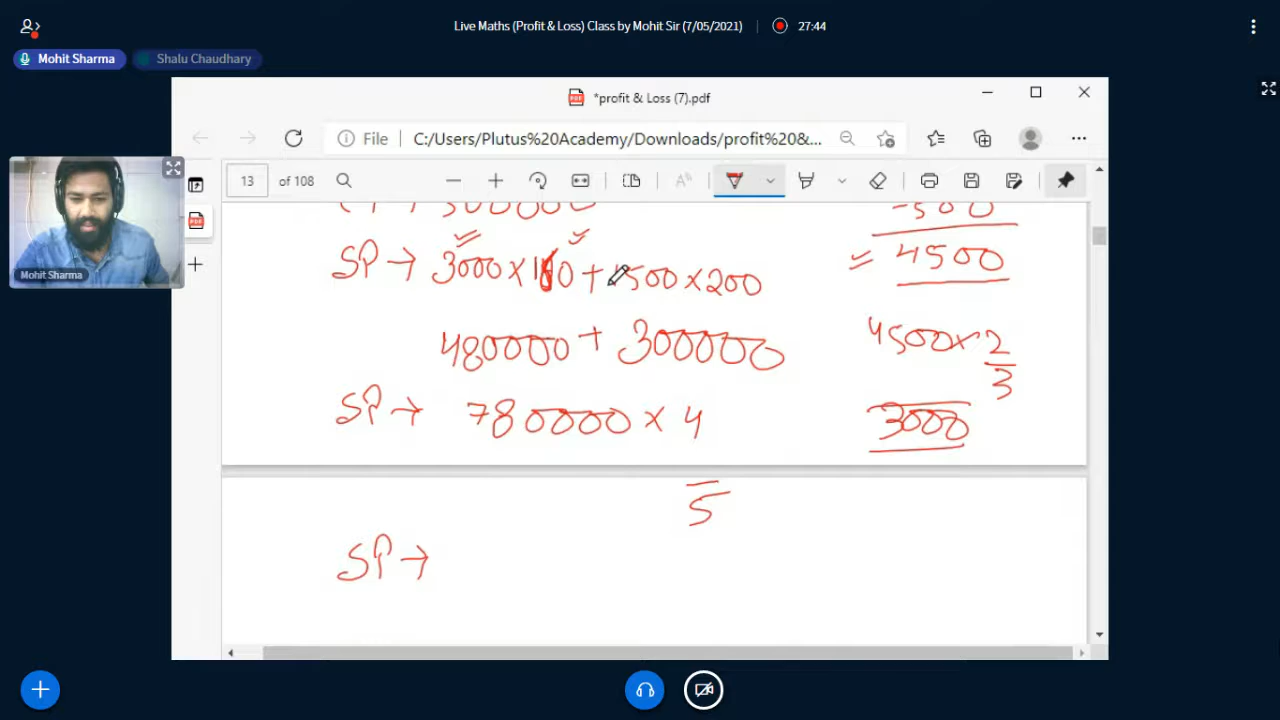 Live Maths (Profit & Loss) Class by Mohit Sir (7/05/2021) 27:44
Mohit Sharma Shalu Chaudhary
*profit & Loss (7).pdf
File C:/Users/Plutus%20Academy/Downloads/profit%20&...
13 of 108
Mohit Sharma
-500
SP → 3000×160+1500×200
= 4500
480000 + 300000
4500×2/3
SP → 780000 × 4
3000
5
SP →